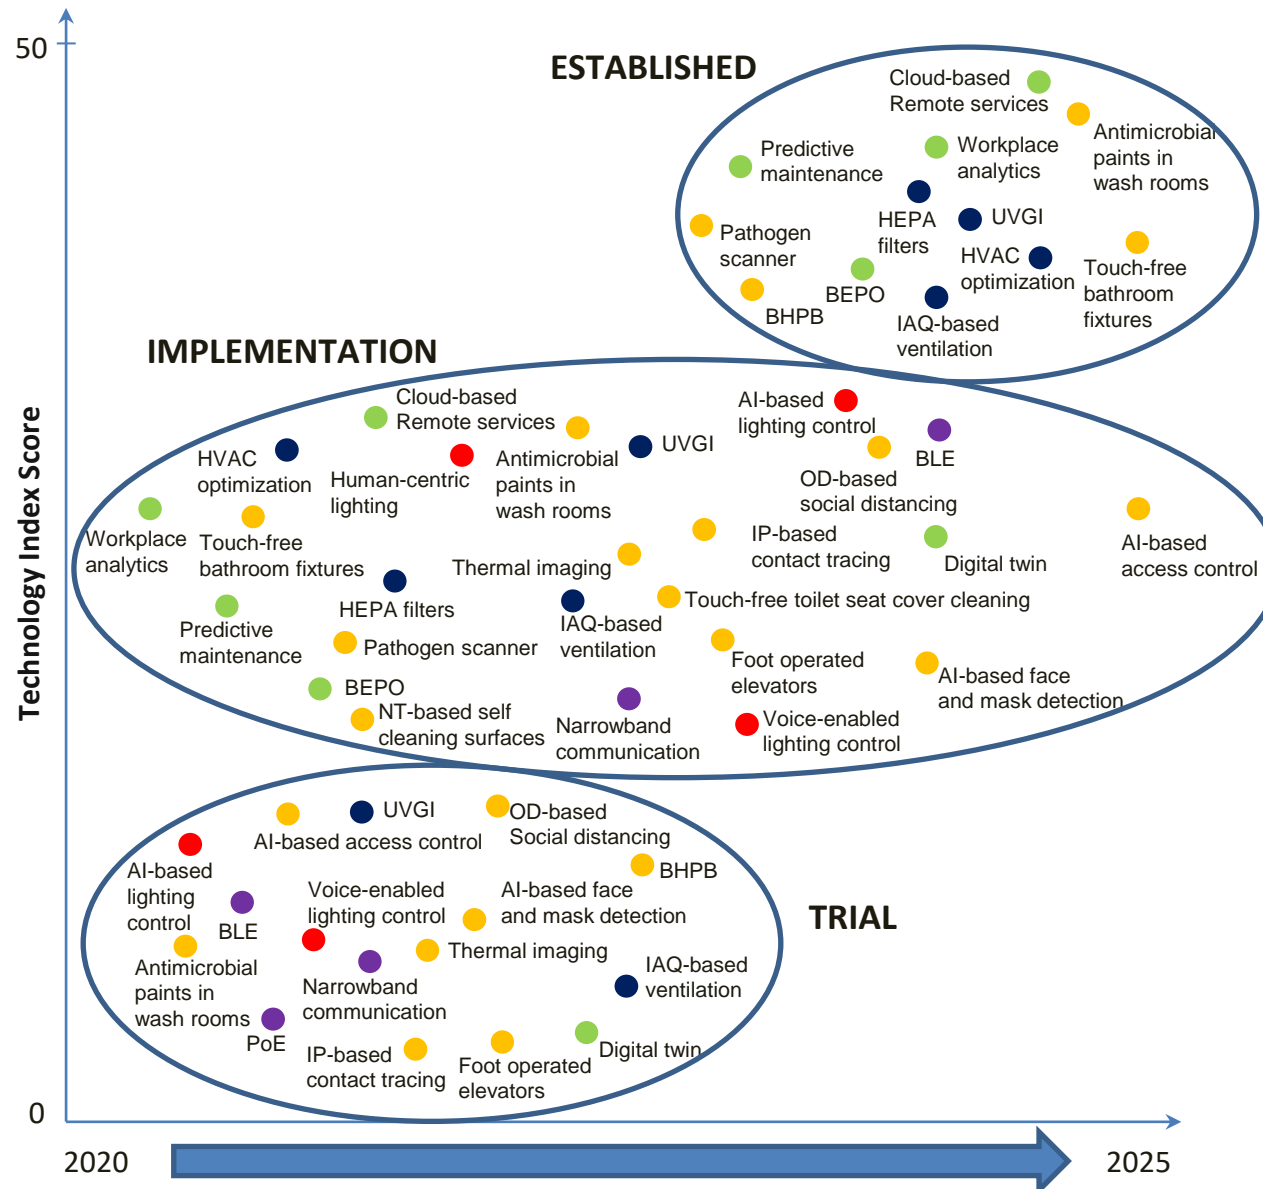 50
ESTABLISHED
Cloud-based
Remote services
Antimicrobial
paints in
wash rooms
Predictive
maintenance
Workplace
analytics
HEPA
filters
UVGI
Pathogen
scanner
HVAC
optimization
Touch-free
bathroom
fixtures
BEPO
BHPB
IAQ-based
ventilation
IMPLEMENTATION
Technology Index Score
Cloud-based
Remote services
AI-based
lighting control
HVAC
optimization
Human-centric
lighting
Antimicrobial
paints in
wash rooms
UVGI
BLE
OD-based
social distancing
Workplace
analytics
Touch-free
bathroom fixtures
Thermal imaging
IP-based
contact tracing
Digital twin
AI-based
access control
HEPA filters
Touch-free toilet seat cover cleaning
IAQ-based
ventilation
Predictive
maintenance
Pathogen scanner
Foot operated
elevators
AI-based face
and mask detection
BEPO
NT-based self
cleaning surfaces
Narrowband
communication
Voice-enabled
lighting control
UVGI
OD-based
Social distancing
AI-based access control
AI-based
lighting
control
BHPB
Voice-enabled
lighting control
AI-based face
and mask detection
TRIAL
BLE
Thermal imaging
Antimicrobial
paints in
wash rooms
Narrowband
communication
IAQ-based
ventilation
PoE
IP-based
contact tracing
Foot operated
elevators
Digital twin
0
2020
2025